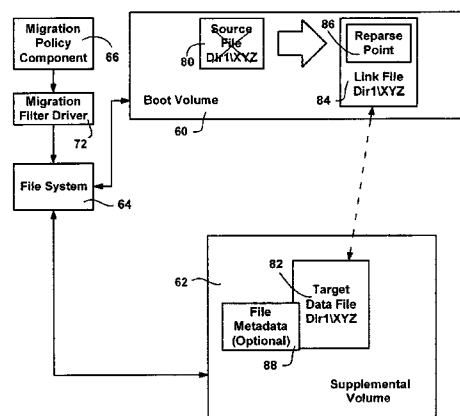 Migration
Policy
Component
66
Migration
Filter Driver
72
File System
64
Source
File
80
Dir1\XYZ
Boot Volume
60
86
Reparse
Point
Link File
84
Dir1\XYZ
62
82
Target
Data File
Dir1\XYZ
File
Metadata
(Optional)
88
Supplemental
Volume